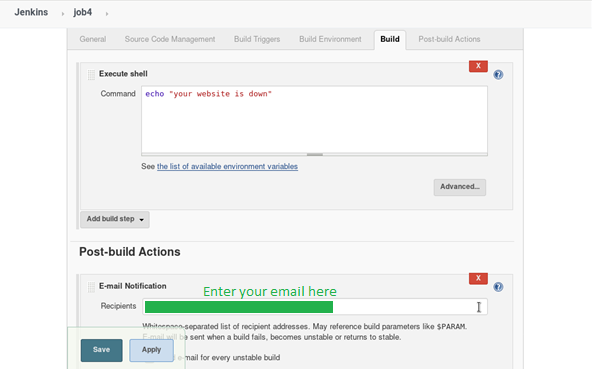 Jenkins › job4 ›
General Source Code Management Build Triggers Build Environment Build Post-build Actions
X
Execute shell
Command echo "your website is down"
See the list of available environment variables
Advanced...
Add build step
Post-build Actions
X
E-mail Notification
Enter your email here
Recipients
Whitespace-separated list of recipient addresses. May reference build parameters like $PARAM.
E-mail will be sent when a build fails, becomes unstable or returns to stable.
Save Apply
e-mail for every unstable build